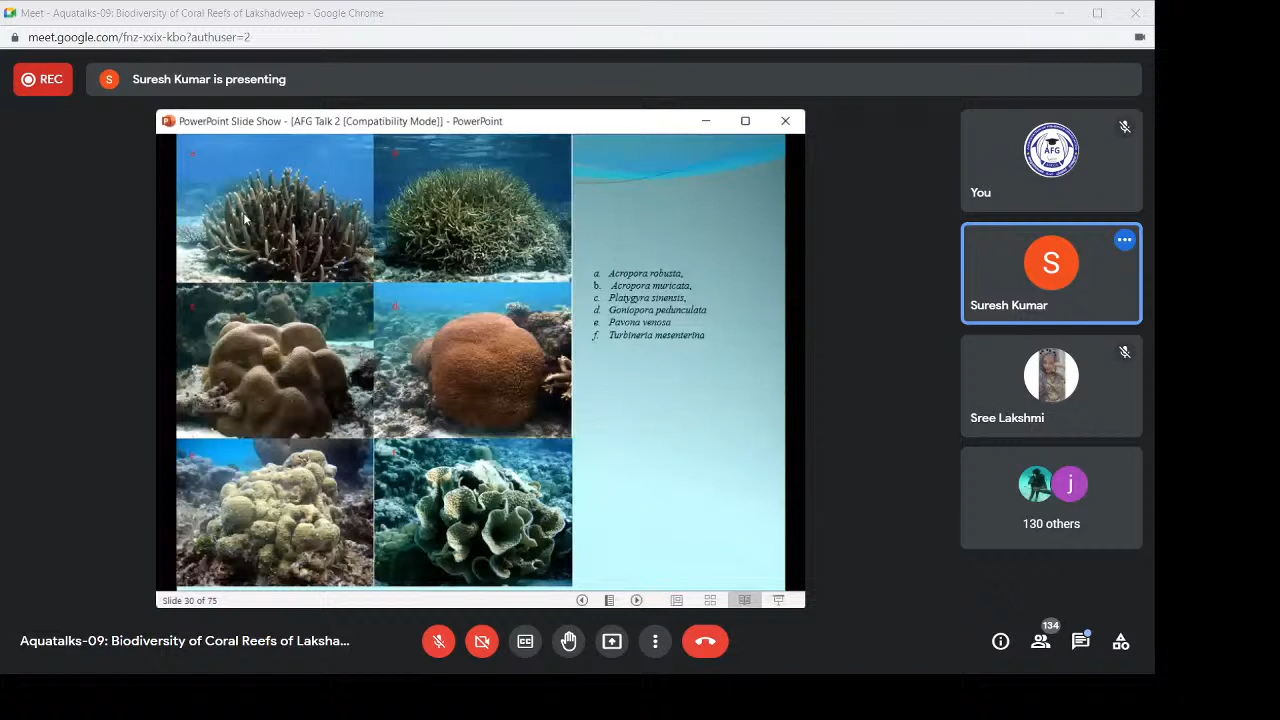 Meet - Aquatalks-09: Biodiversity of Coral Reefs of Lakshadweep - Google Chrome
meet.google.com/fnz-xxix-kbo?authuser=2
REC
S
Suresh Kumar is presenting
PowerPoint Slide Show - [AFG Talk 2 [Compatibility Mode]] - PowerPoint
a. Acropora robusta,
b. Acropora muricata,
c. Platygyra sinensis,
d. Goniopora pedunculata
e. Pavona venosa
f. Turbineria mesenterina
Slide 30 of 75
AFG
You
S
Suresh Kumar
Sree Lakshmi
j
130 others
Aquatalks-09: Biodiversity of Coral Reefs of Laksha...
CC
134